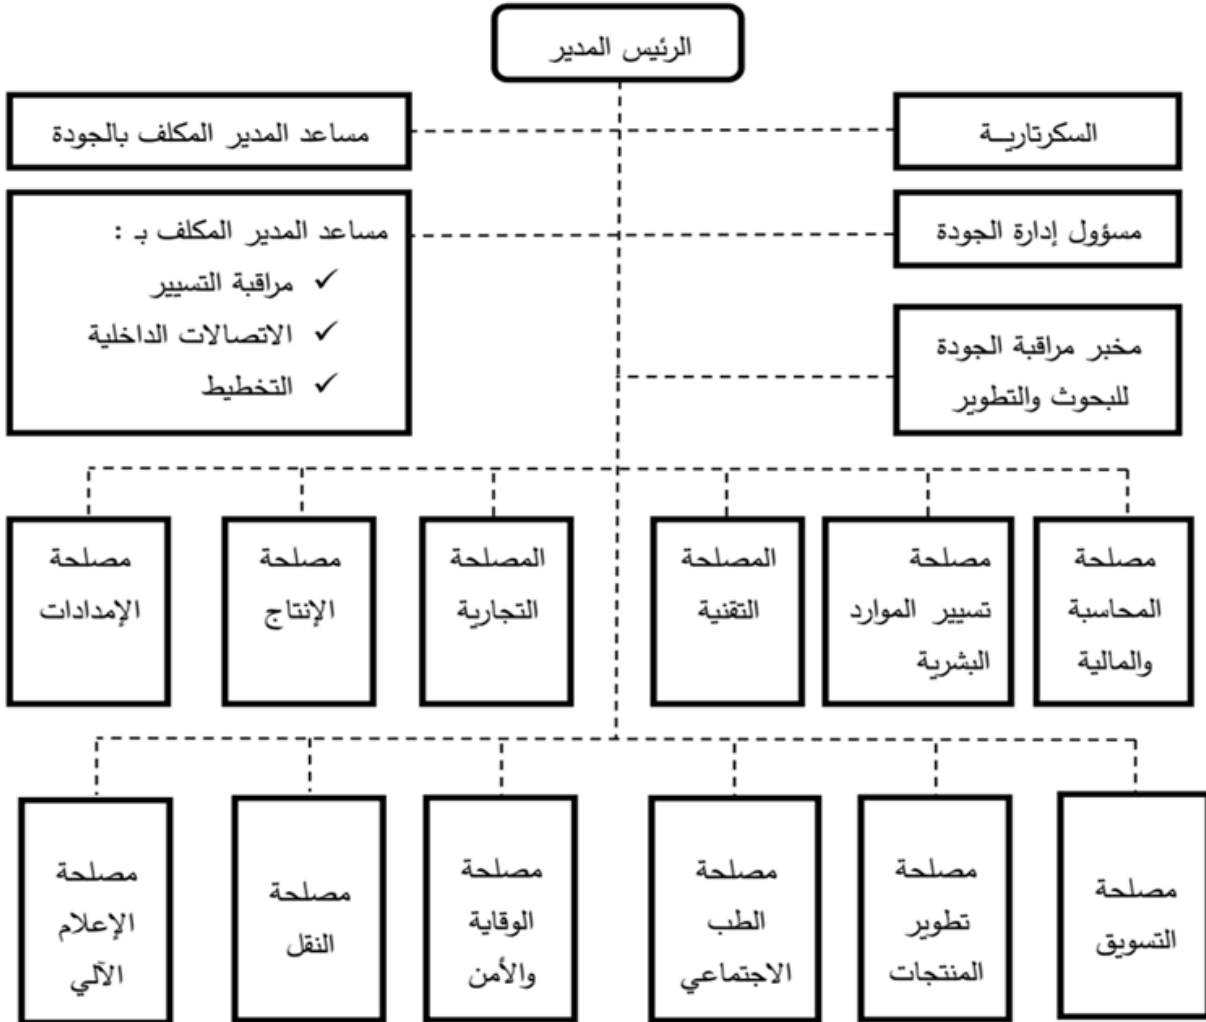 الرئيس المدير
السكرتاريـــة
مساعد المدير المكلف بالجودة
مسؤول إدارة الجودة
مساعد المدير المكلف بـ :
✓ مراقبة التسيير
✓ الاتصالات الداخلية
✓ التخطيط
مخبر مراقبة الجودة
للبحوث والتطوير
مصلحة
المحاسبة
والمالية
مصلحة
تسيير الموارد
البشرية
المصلحة
التقنية
المصلحة
التجارية
مصلحة
الإنتاج
مصلحة
الإمدادات
مصلحة
التسويق
مصلحة
تطوير
المنتجات
مصلحة
الطب
الاجتماعي
مصلحة
الوقاية
والأمن
مصلحة
النقل
مصلحة
الإعلام
الآلي